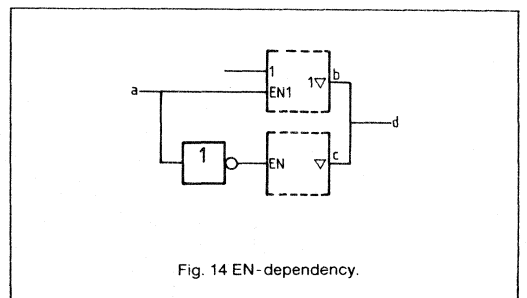 1
1▽
b
a
EN1
d
1
EN
▽
c
Fig. 14 EN-dependency.